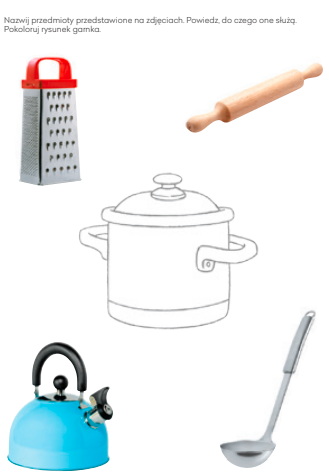 Nazwij przedmioty przedstawione na zdjęciach. Powiedz, do czego one służą.
Pokoloruj rysunek garnka.